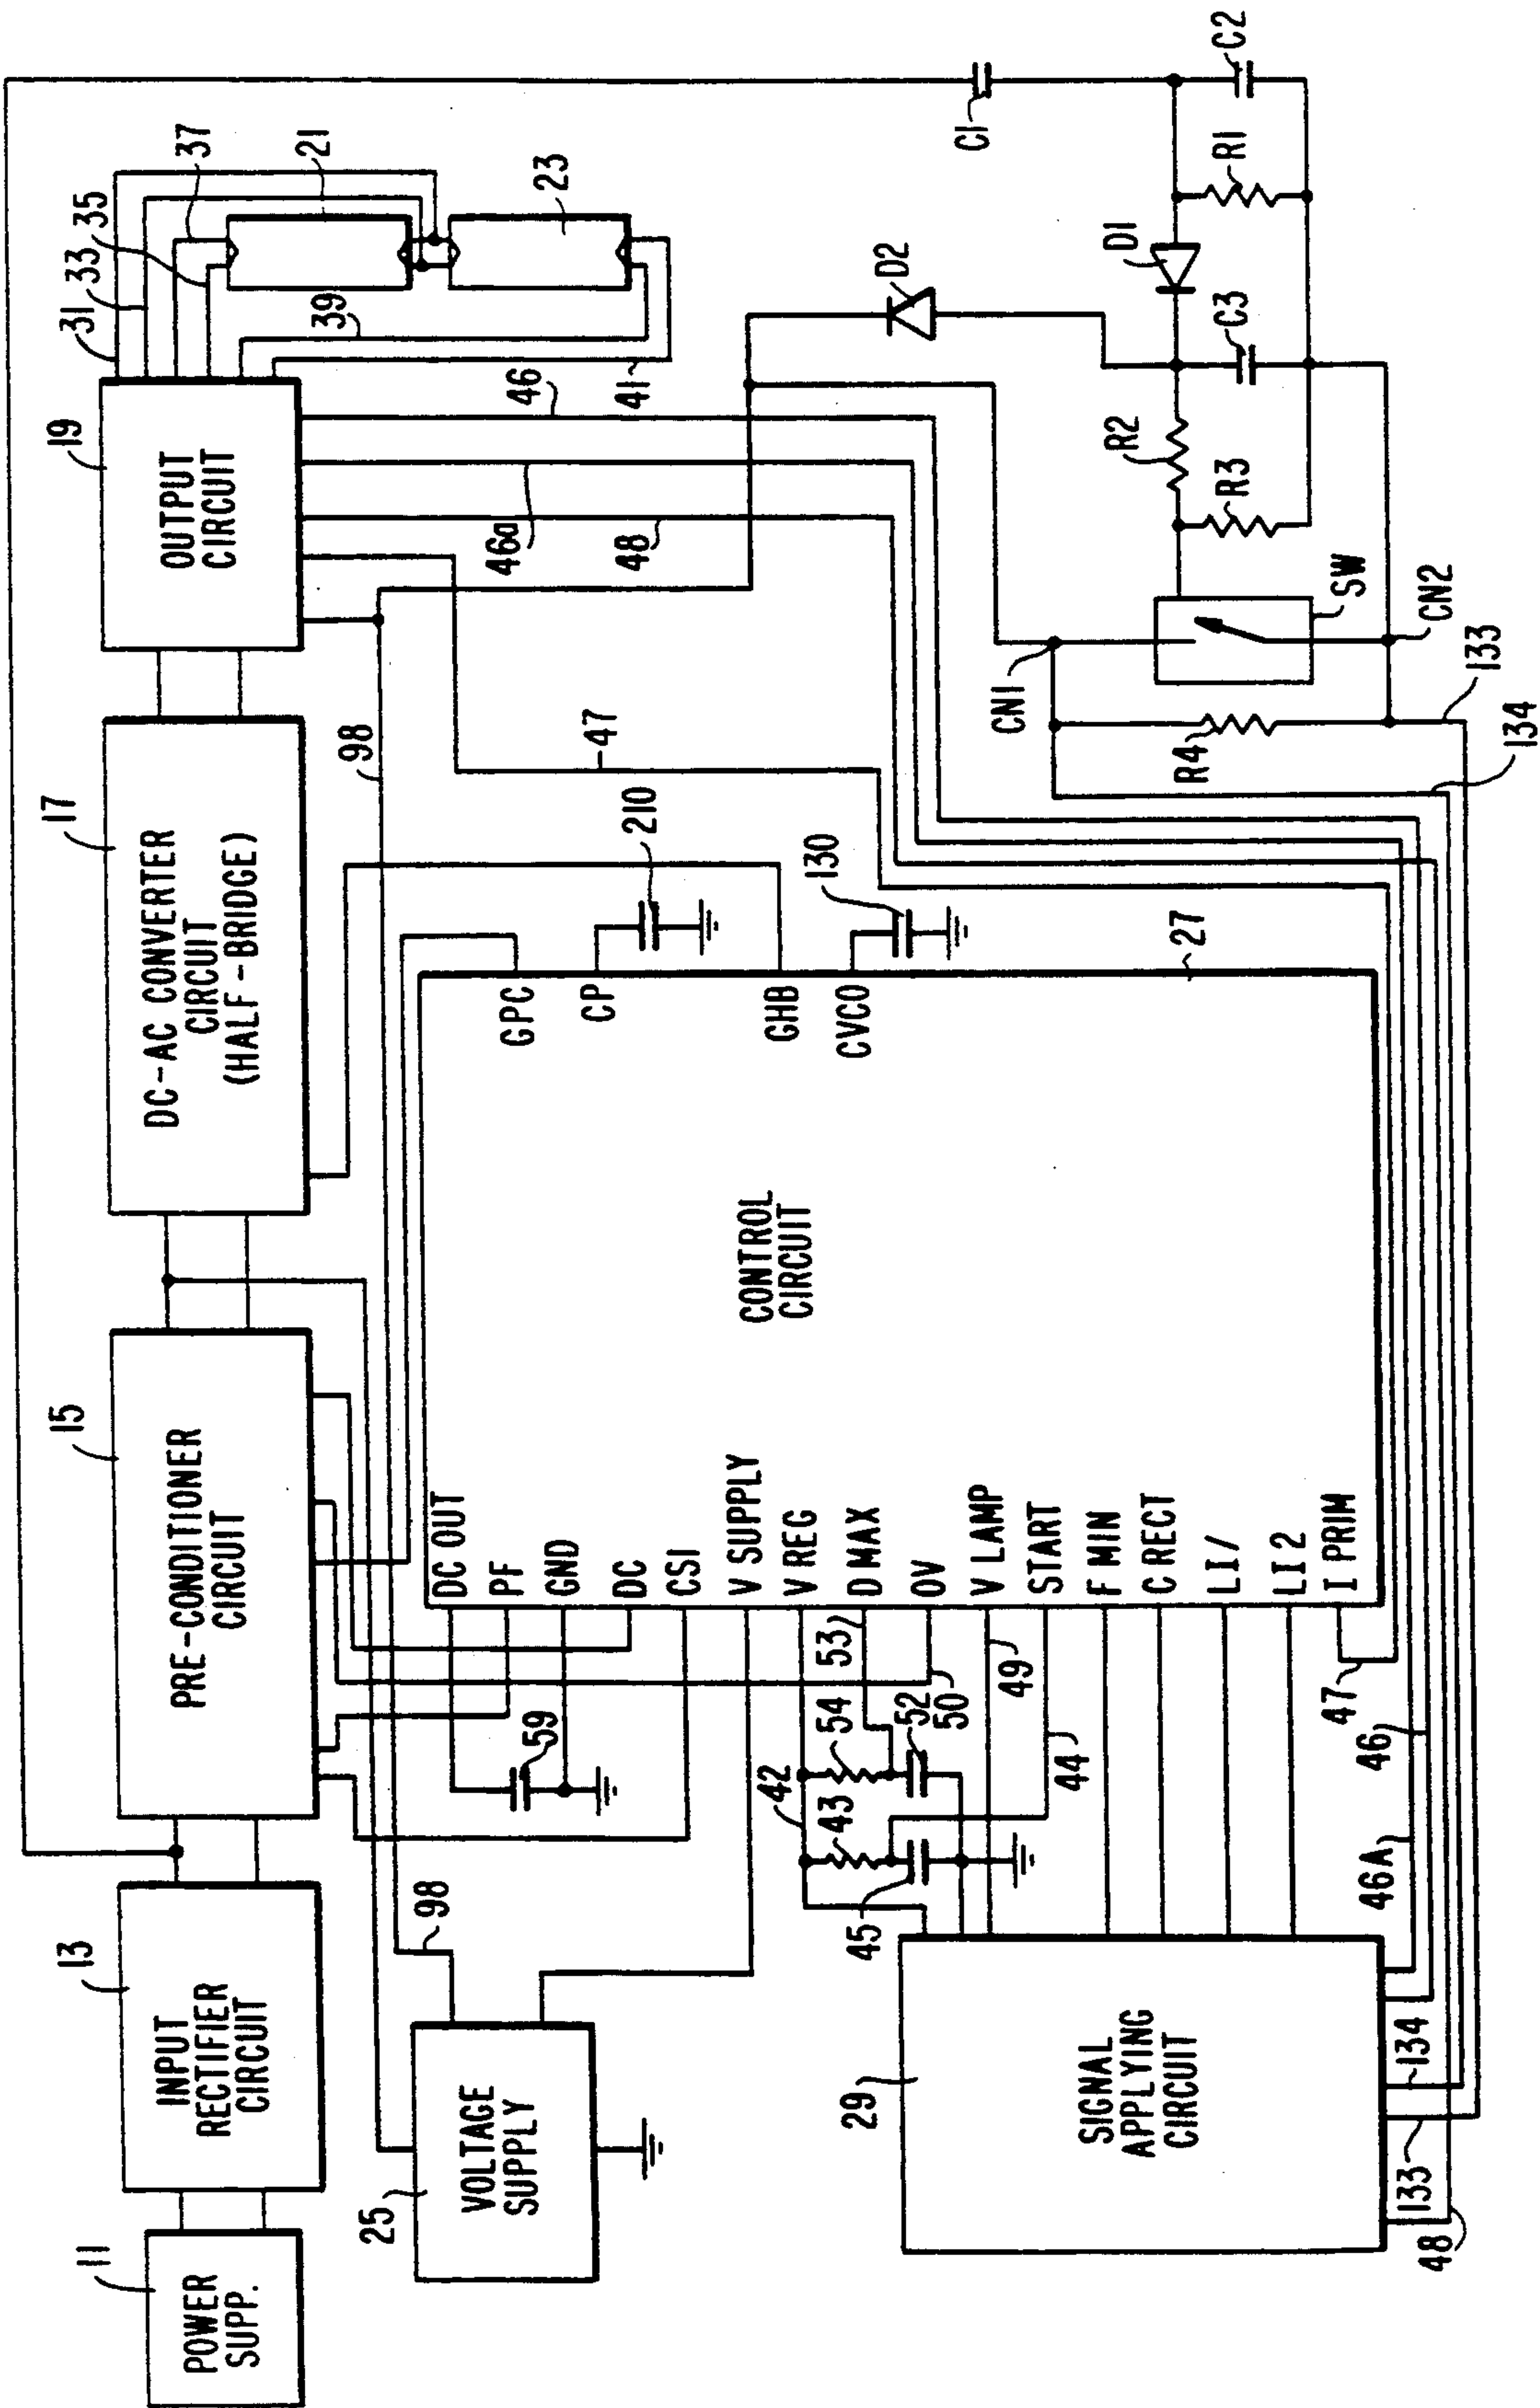 11
POWER
SUPP.
13
INPUT
RECTIFIER
CIRCUIT
15
PRE-CONDITIONER
CIRCUIT
17
DC-AC CONVERTER
CIRCUIT
(HALF-BRIDGE)
19
OUTPUT
CIRCUIT
31
33
35
37
21
39
23
41
46
46a
48
98
47
25
VOLTAGE
SUPPLY
98
59
DC OUT
PF
GND
DC
CSI
V SUPPLY
V REG
D MAX
OV
V LAMP
START
F MIN
C RECT
LI/
LI2
I PRIM
CONTROL
CIRCUIT
GPC
CP
GHB
CVCO
27
210
130
42
43
54
53
52
50
49
45
44
47
29
SIGNAL
APPLYING
CIRCUIT
46A
46
134
133
48
C1
C2
R1
D1
D2
C3
R2
R3
SW
CN1
CN2
R4
133
134